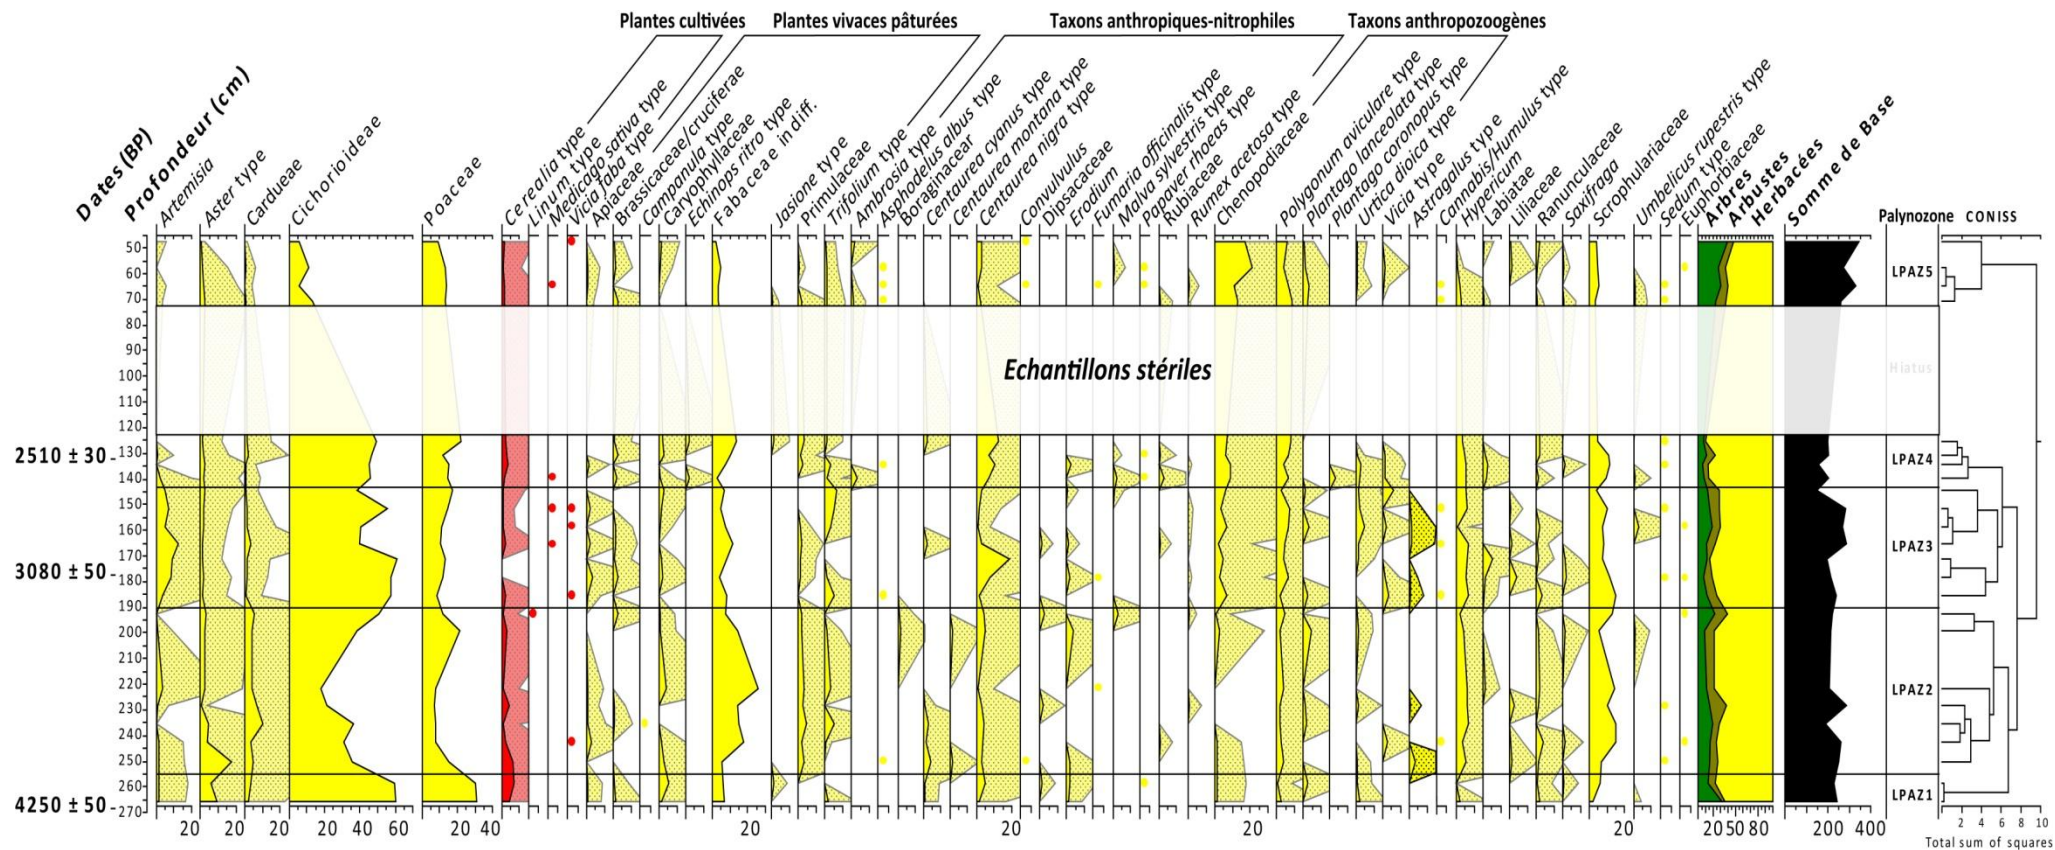 Plantes cultivées
Plantes vivaces pâturées
Taxons anthropiques-nitrophiles
Taxons anthropozoogènes
Dates (BP)
Profondeur (cm)
Artemisia
Aster type
Cardueae
Cichorioideae
Poaceae
Cerealia type
Linum type
Medicago sativa type
Vicia faba type
Apiaceae
Brassicaceae/cruciferae
Campanula type
Caryophyllaceae
Echinops ritro type
Fabaceae indiff.
Jasione type
Primulaceae
Trifolium type
Ambrosia type
Asphodelus albus type
Boraginacear
Centaurea cyanus type
Centaurea montana type
Centaurea nigra type
Convulvulus
Dipsacaceae
Erodium
Fumaria officinalis type
Malva sylvestris type
Papaver rhoeas type
Rubiaceae
Rumex acetosa type
Chenopodiaceae
Polygonum aviculare type
Plantago lanceolata type
Plantago coronopus type
Urtica dioica type
Vicia type
Astragalus type
Cannabis/Humulus type
Hypericum
Labiatae
Liliaceae
Ranunculaceae
Saxifraga
Scrophulariaceae
Umbelicus rupestris type
Sedum type
Euphorbiaceae
Arbres
Arbustes
Herbacées
Somme de Base
Palynozone CONISS
50
60
70
80
90
100
110
120
130
140
150
160
170
180
190
200
210
220
230
240
250
260
270
2510 ± 30
3080 ± 50
4250 ± 50
Echantillons stériles
LPAZ5
Hiatus
LPAZ4
LPAZ3
LPAZ2
LPAZ1
20 20 20 20 40 60 20 40 20 20 20 20 20 50 80 200 400 2 4 6 8 10
Total sum of squares